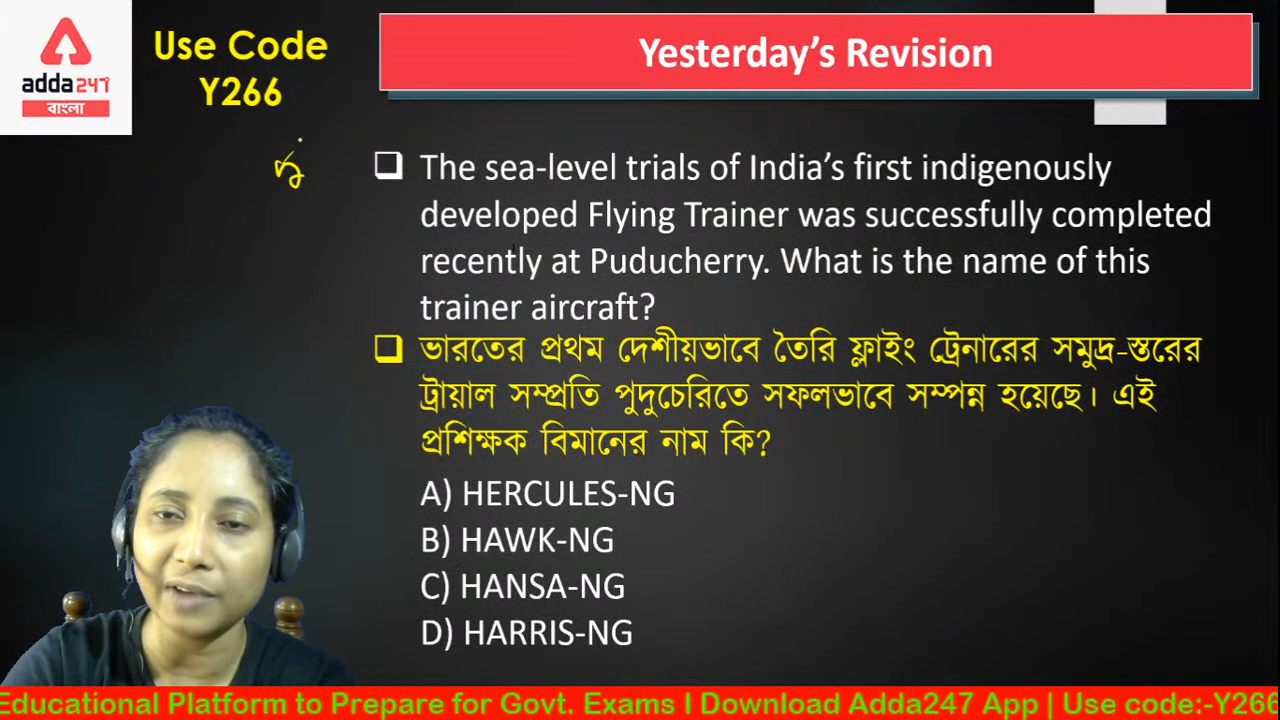 adda247
বাংলা
Use Code
Y266
Yesterday's Revision
❑ The sea-level trials of India's first indigenously
developed Flying Trainer was successfully completed
recently at Puducherry. What is the name of this
trainer aircraft?
❑ ভারতের প্রথম দেশীয়ভাবে তৈরি ফ্লাইং ট্রেনারের সমুদ্র-স্তরের
ট্রায়াল সম্প্রতি পুদুচেরিতে সফলভাবে সম্পন্ন হয়েছে। এই
প্রশিক্ষক বিমানের নাম কি?
A) HERCULES-NG
B) HAWK-NG
C) HANSA-NG
D) HARRIS-NG
Educational Platform to Prepare for Govt. Exams I Download Adda247 App | Use code:-Y266